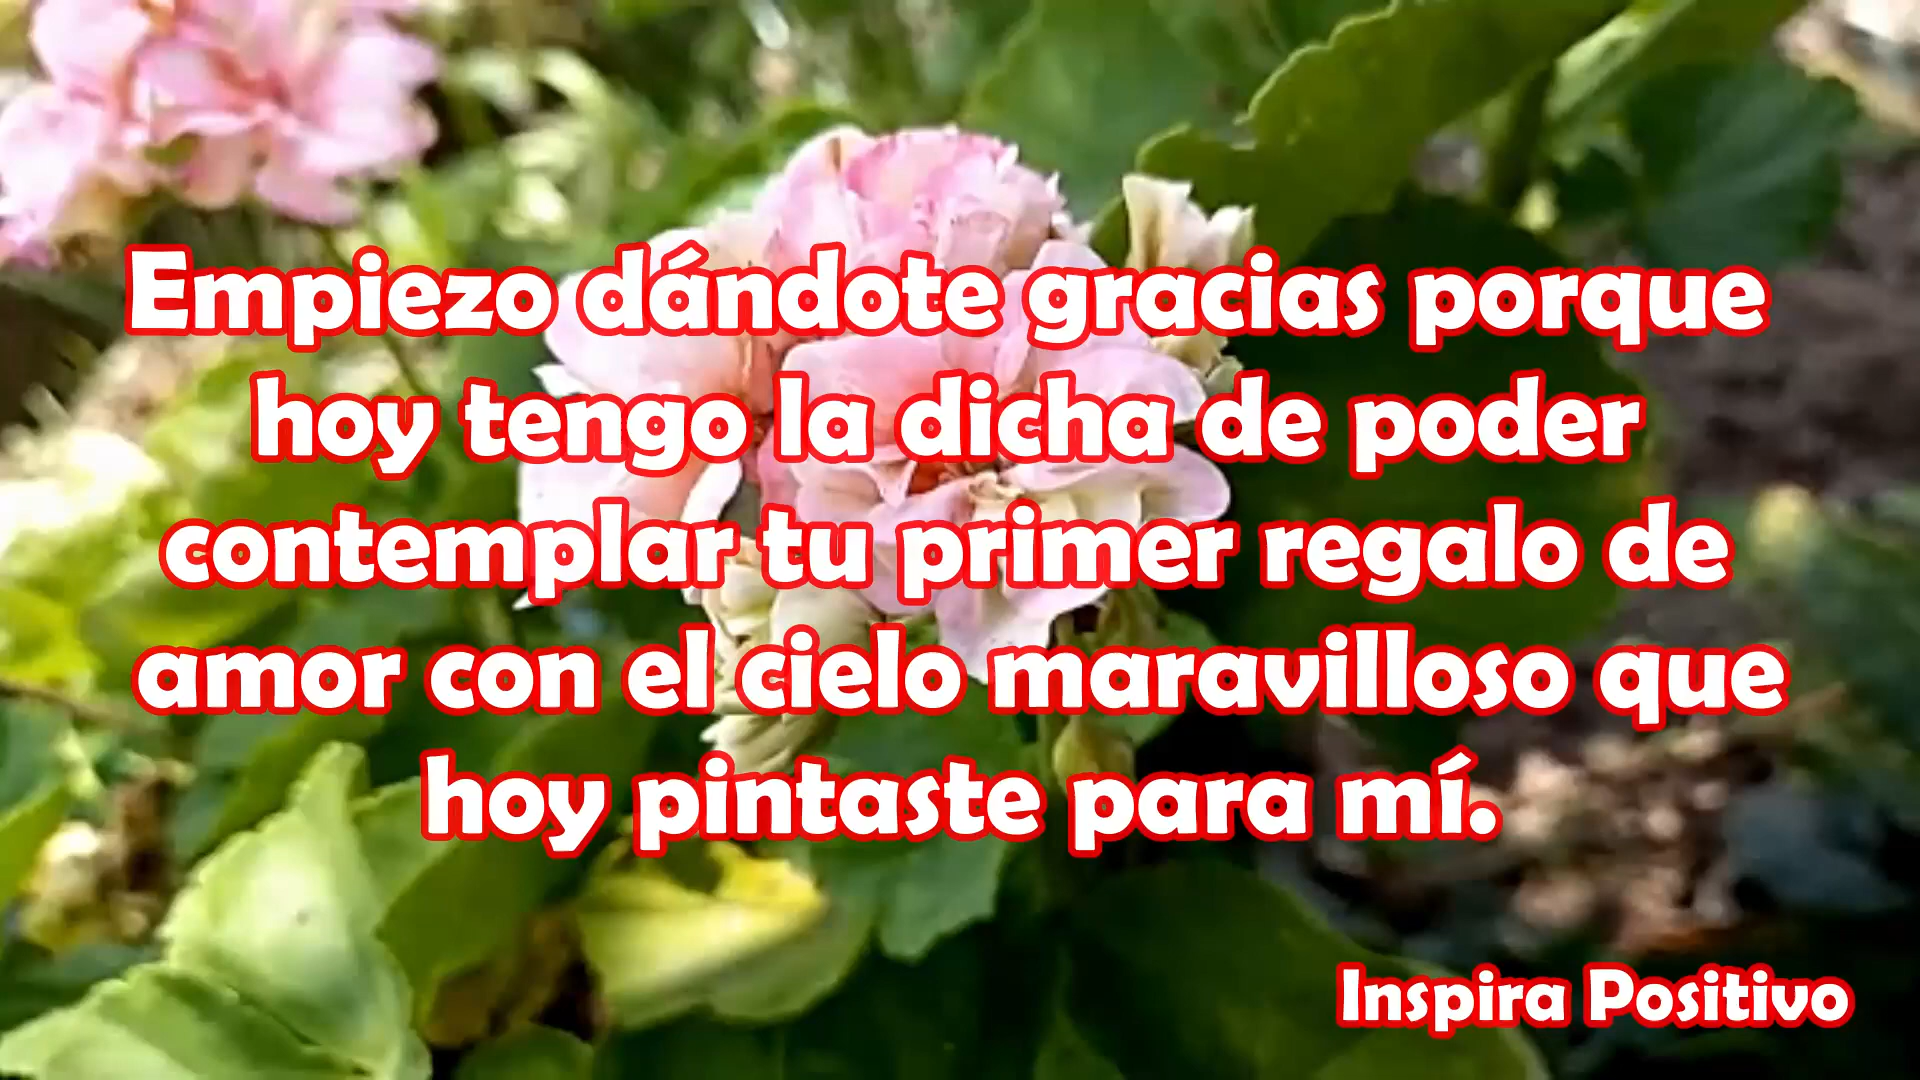 Empiezo dándote gracias porque
hoy tengo la dicha de poder
contemplar tu primer regalo de
amor con el cielo maravilloso que
hoy pintaste para mí.
Inspira Positivo